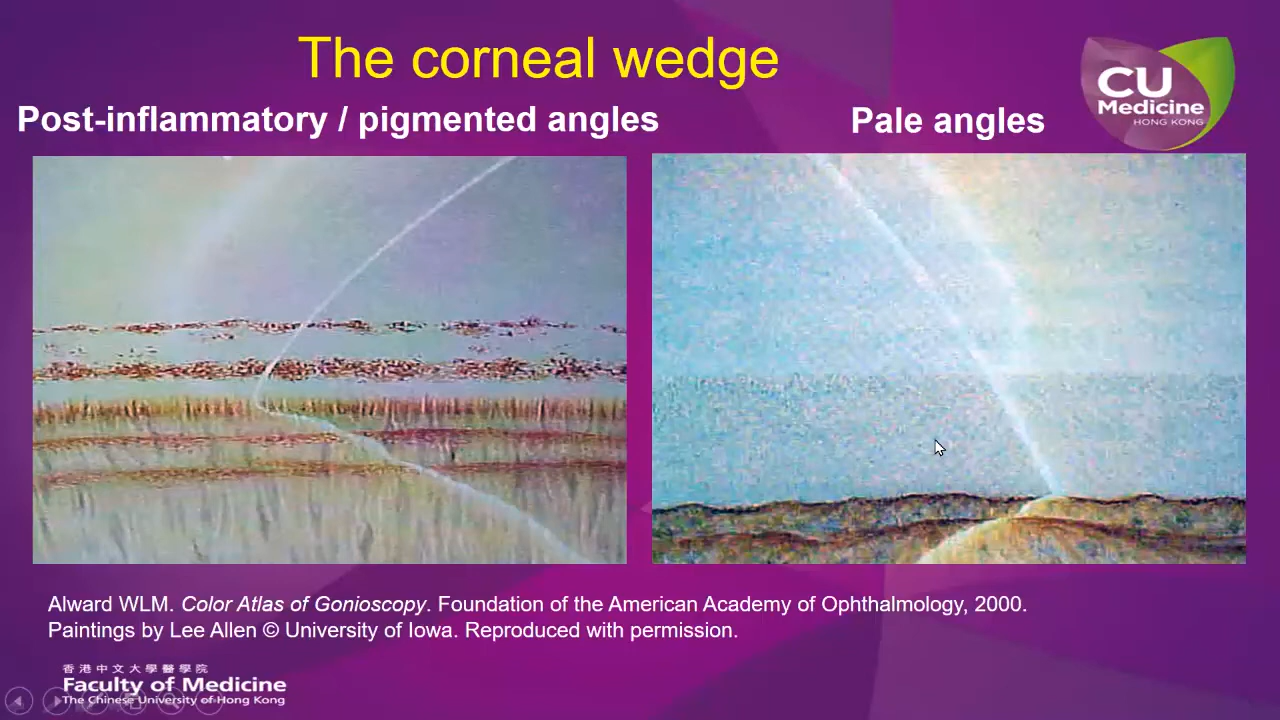 The corneal wedge
Post-inflammatory / pigmented angles
Pale angles
CU
Medicine
HONG KONG
Alward WLM. Color Atlas of Gonioscopy. Foundation of the American Academy of Ophthalmology, 2000.
Paintings by Lee Allen © University of Iowa. Reproduced with permission.
香港中文大學醫學院
Faculty of Medicine
The Chinese University of Hong Kong